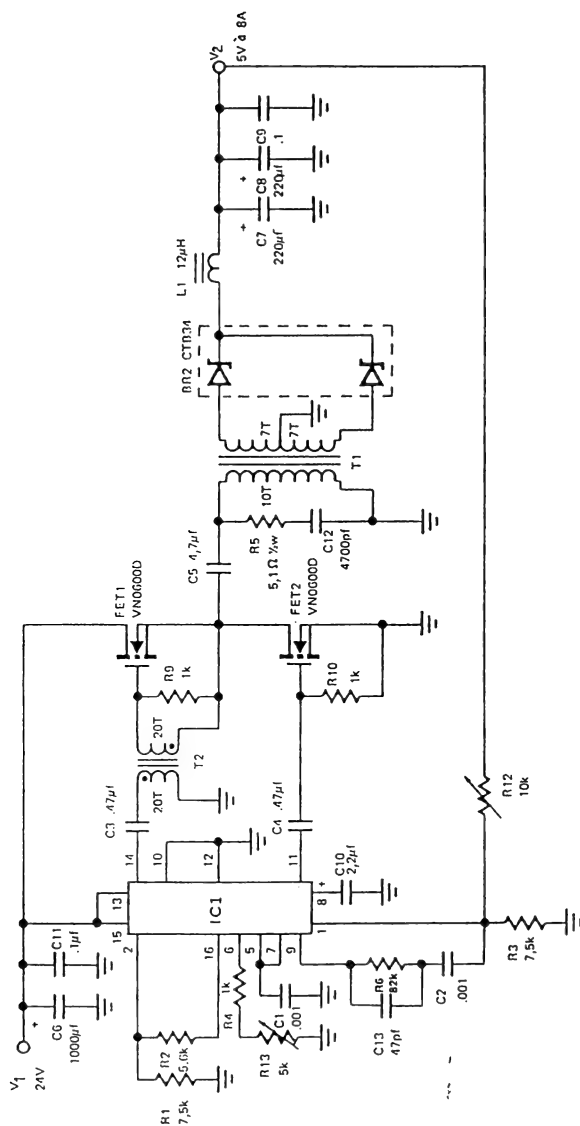 V1
24V
C6
1000µf
+
C11
.1µf
R1
7,5k
R2
5,6k
R4
1k
R13
5k
C1
.001
C13
47pf
R6
82k
C2
.001
R3
7,5k
R12
10k
IC1
15
13
2
16
6
5
7
9
1
8
14
10
12
11
+
C10
2,2µf
C3 .47µf
C4 .47µf
20T
20T
T2
R9
1k
R10
1k
FET1
VN0600D
FET2
VN0600D
C5 4,7µf
R5
5,1Ω ½w
C12
4700pf
10T
7T
7T
T1
BR2 CTB34
L1 12µH
+
C7
220µf
+
C8
220µf
C9
.1
V2
5V à 8A